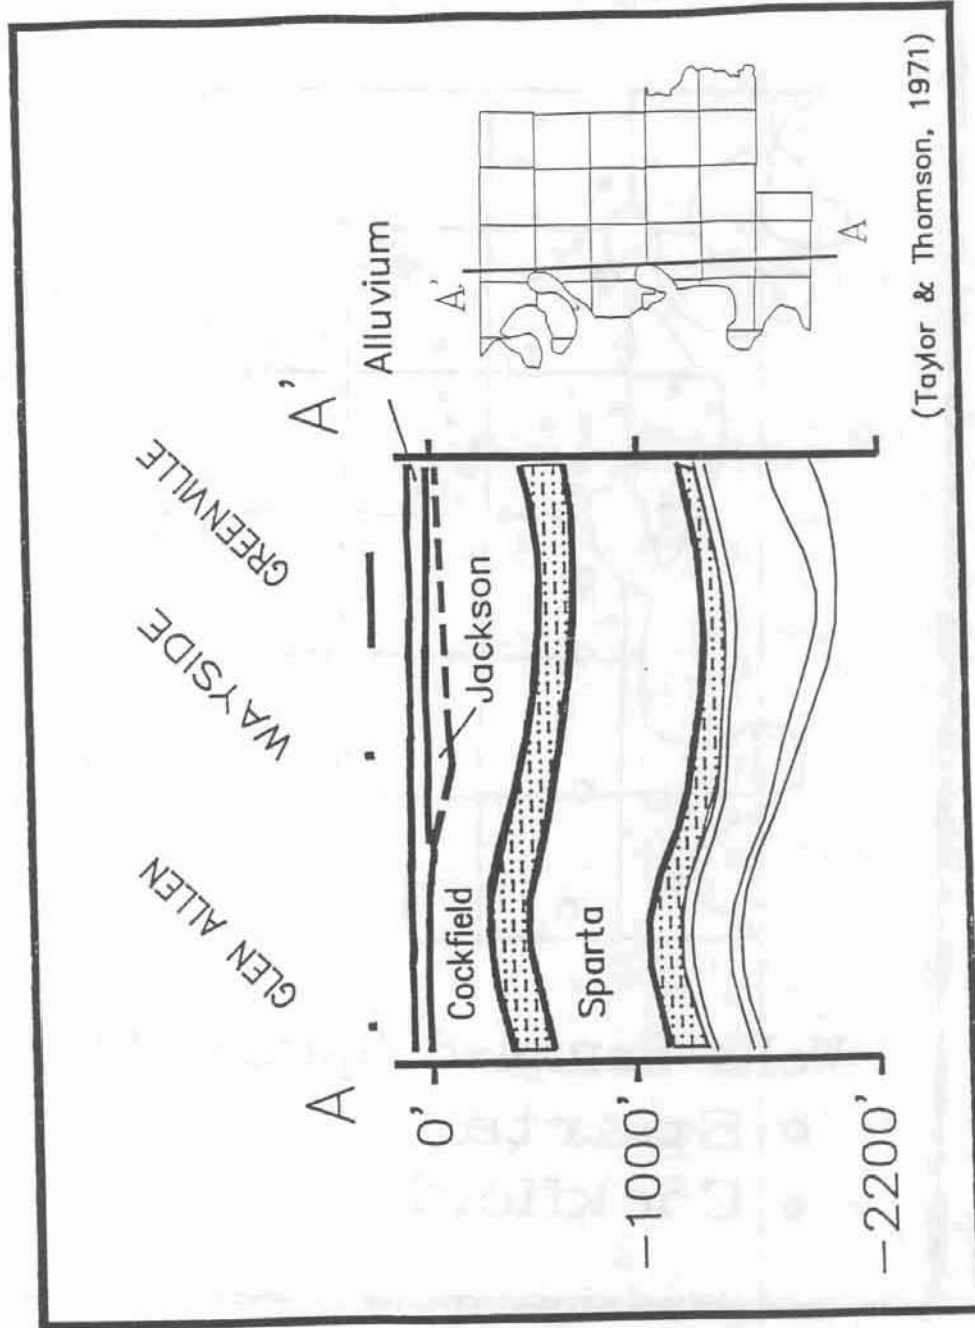 GLEN ALLEN
WAYSIDE
GREENVILLE
A
A'
Alluvium
0'
Cockfield
Jackson
Sparta
-1000'
-2200'
A'
A
(Taylor & Thomson, 1971)